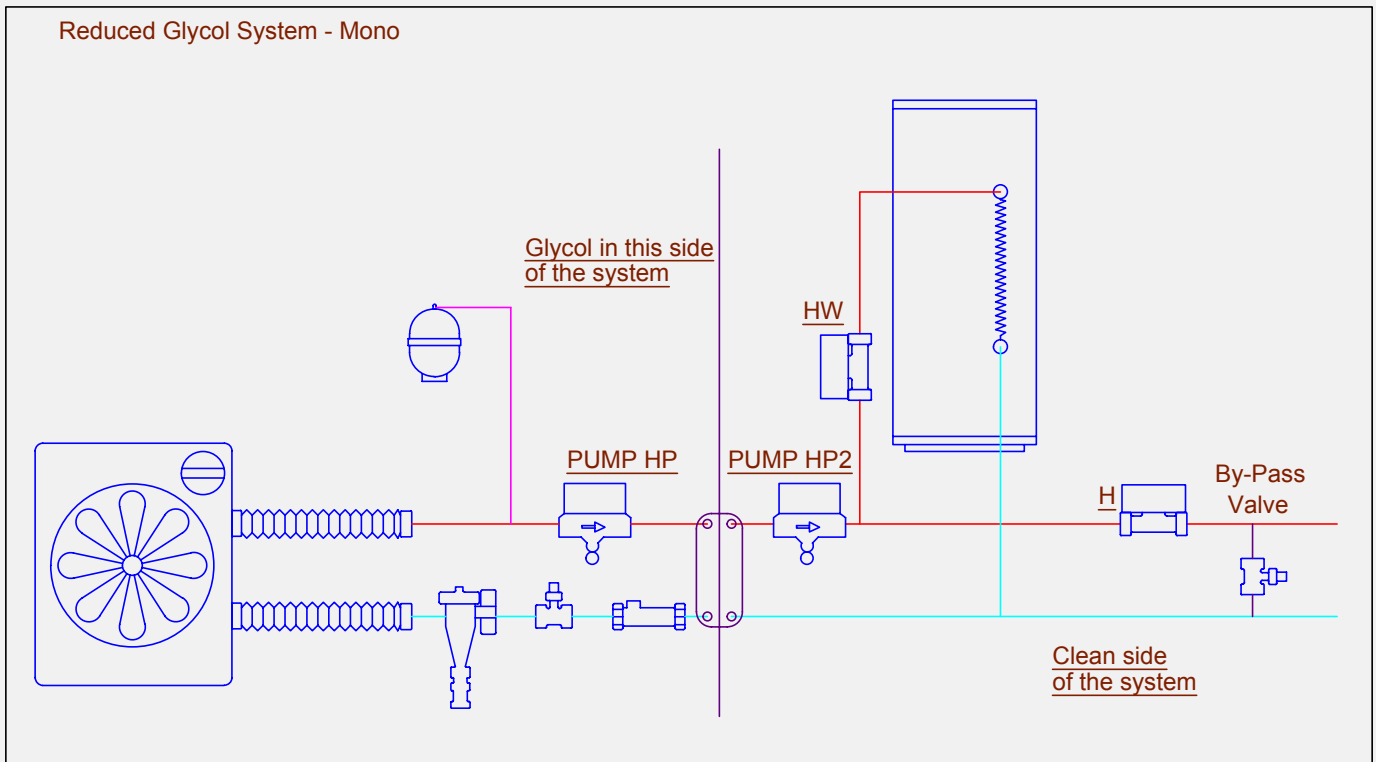 Reduced Glycol System - Mono
Glycol in this side
of the system
HW
PUMP HP
PUMP HP2
H
By-Pass
Valve
Clean side
of the system